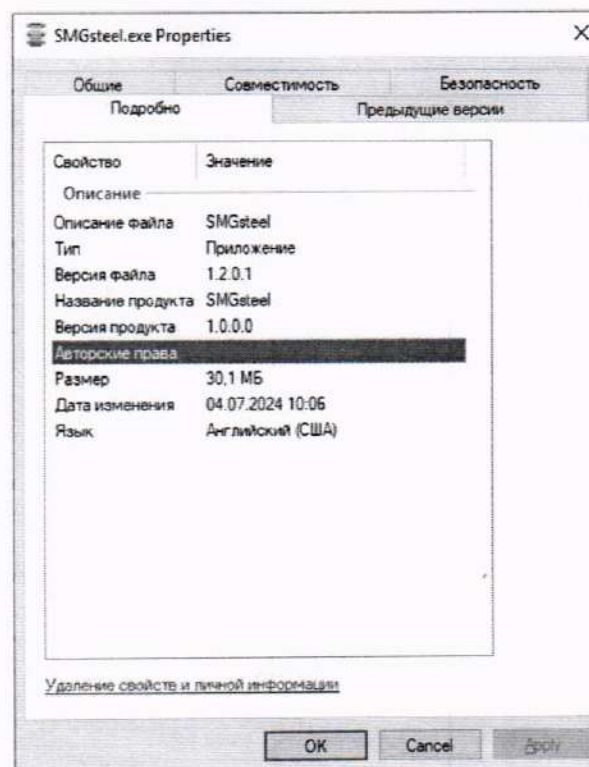 SMGsteel.exe Properties
Общие Совместимость Безопасность
Подробно Предыдущие версии
Свойство Значение
Описание
Описание файла SMGsteel
Тип Приложение
Версия файла 1.2.0.1
Название продукта SMGsteel
Версия продукта 1.0.0.0
Авторские права
Размер 30,1 МБ
Дата изменения 04.07.2024 10:06
Язык Английский (США)
Удаление свойств и личной информации
OK Cancel Apply